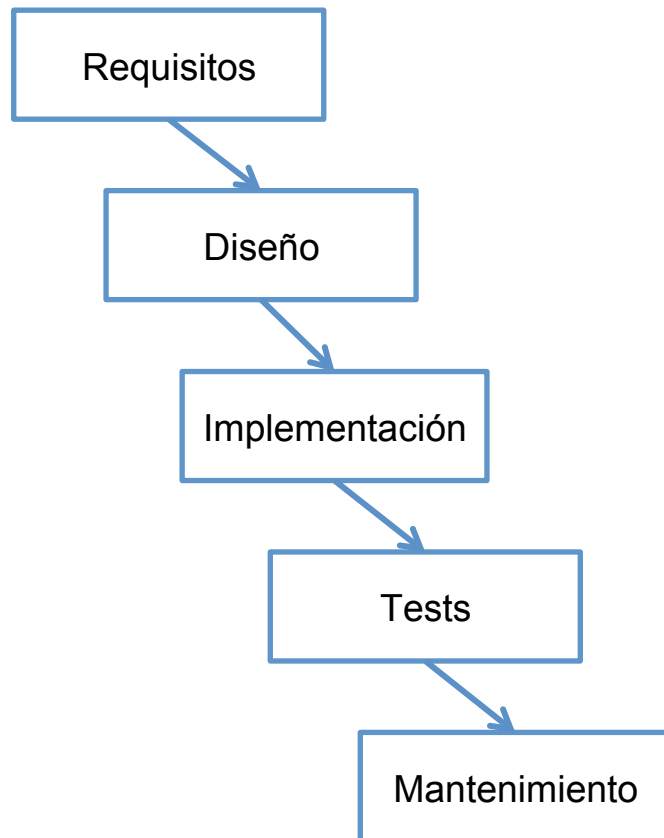 Requisitos
Diseño
Implementación
Tests
Mantenimiento